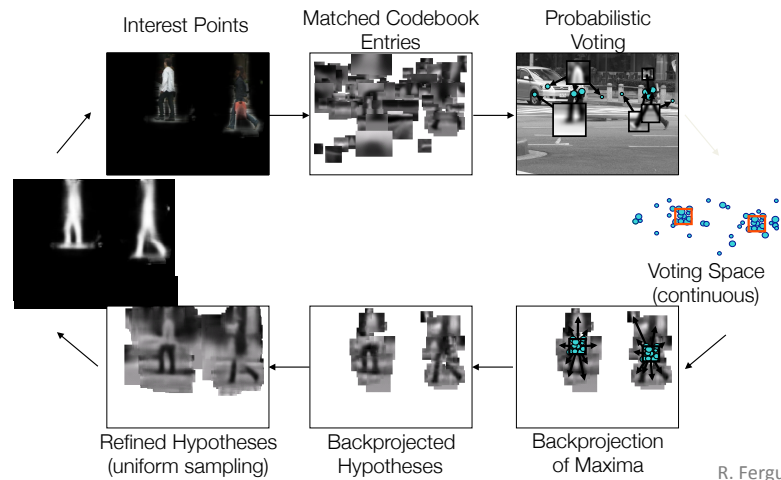 Interest Points
Matched Codebook
Entries
Probabilistic
Voting
Voting Space
(continuous)
Refined Hypotheses
(uniform sampling)
Backprojected
Hypotheses
Backprojection
of Maxima
R. Fergu